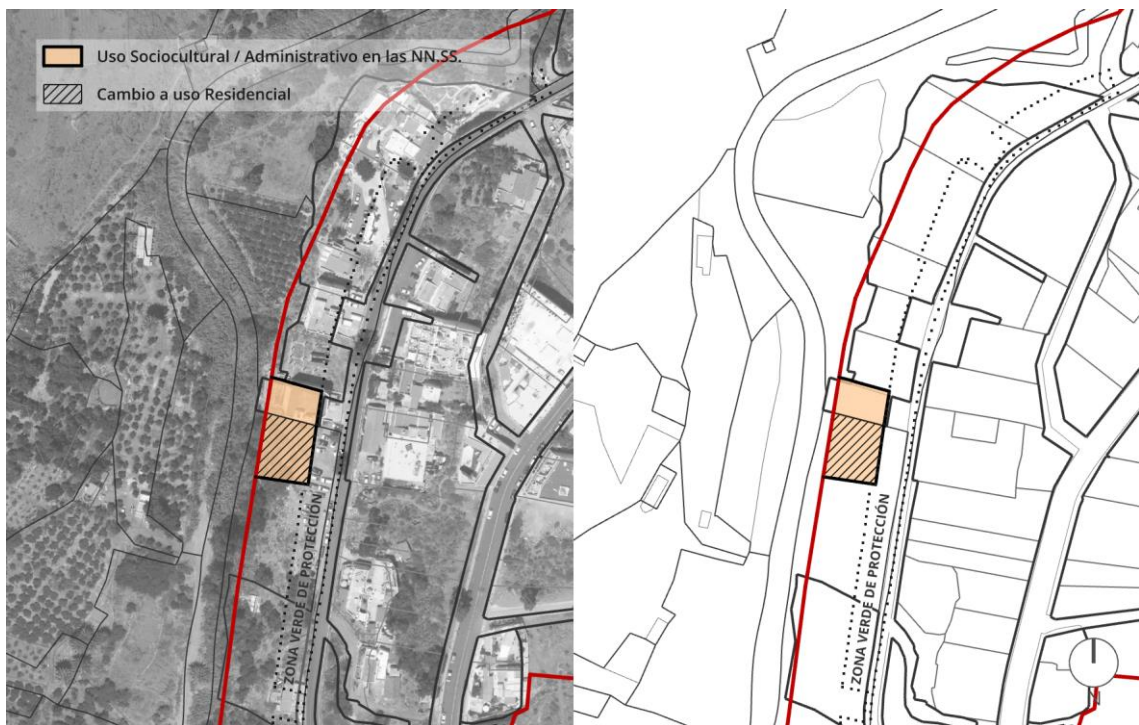 Uso Sociocultural / Administrativo en las NN.SS.
Cambio a uso Residencial
ZONA VERDE DE PROTECCIÓN
ZONA VERDE DE PROTECCIÓN